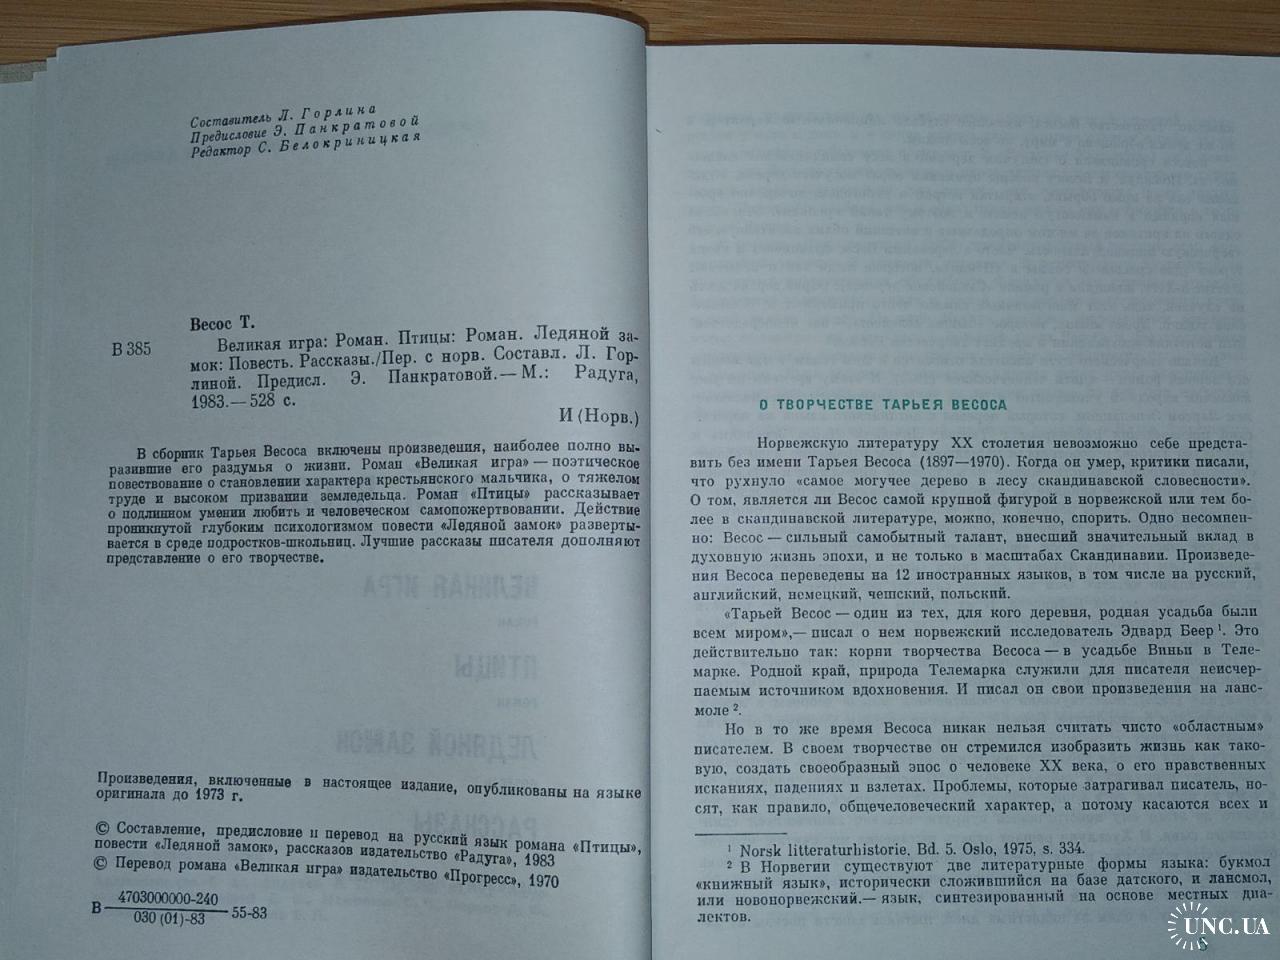 Составитель Л. Горлина
Предисловие Э. Панкратовой
Редактор С. Белокриницкая
Весос Т.
В 385
Великая игра: Роман. Птицы: Роман. Ледяной за-
мок: Повесть. Рассказы./Пер. с норв. Составл. Л. Гор-
линой. Предисл. Э. Панкратовой.— М.: Радуга,
1983.— 528 с.
И (Норв.)
В сборник Тарьея Весоса включены произведения, наиболее полно вы-
разившие его раздумья о жизни. Роман «Великая игра» — поэтическое
повествование о становлении характера крестьянского мальчика, о тяжелом
труде и высоком призвании земледельца. Роман «Птицы» рассказывает
о подлинном умении любить и человеческом самопожертвовании. Действие
проникнутой глубоким психологизмом повести «Ледяной замок» разверты-
вается в среде подростков-школьниц. Лучшие рассказы писателя дополняют
представление о его творчестве.
Произведения, включенные в настоящее издание, опубликованы на языке
оригинала до 1973 г.
© Составление, предисловие и перевод на русский язык романа «Птицы»,
повести «Ледяной замок», рассказов издательство «Радуга», 1983
© Перевод романа «Великая игра» издательство «Прогресс», 1970
В 4703000000-240
030 (01)-83 55-83
О ТВОРЧЕСТВЕ ТАРЬЕЯ ВЕСОСА
Норвежскую литературу XX столетия невозможно себе предста-
вить без имени Тарьея Весоса (1897—1970). Когда он умер, критики писали,
что рухнуло «самое могучее дерево в лесу скандинавской словесности».
О том, является ли Весос самой крупной фигурой в норвежской или тем бо-
лее в скандинавской литературе, можно, конечно, спорить. Одно несомнен-
но: Весос — сильный самобытный талант, внесший значительный вклад в
духовную жизнь эпохи, и не только в масштабах Скандинавии. Произведе-
ния Весоса переведены на 12 иностранных языков, в том числе на русский,
английский, немецкий, чешский, польский.
«Тарьей Весос — один из тех, для кого деревня, родная усадьба были
всем миром»,— писал о нем норвежский исследователь Эдвард Беер ¹. Это
действительно так: корни творчества Весоса — в усадьбе Виньи в Теле-
марке. Родной край, природа Телемарка служили для писателя неисчер-
паемым источником вдохновения. И писал он свои произведения на ланс-
моле ².
Но в то же время Весоса никак нельзя считать чисто «областным»
писателем. В своем творчестве он стремился изобразить жизнь как тако-
вую, создать своеобразный эпос о человеке XX века, о его нравственных
исканиях, падениях и взлетах. Проблемы, которые затрагивал писатель, но-
сят, как правило, общечеловеческий характер, а потому касаются всех и
¹ Norsk litteraturhistorie. Bd. 5. Oslo, 1975, s. 334.
² В Норвегии существуют две литературные формы языка: букмол
«книжный язык», исторически сложившийся на базе датского, и лансмол,
или новонорвежский.— язык, синтезированный на основе местных диа-
лектов.
5
UNC.UA